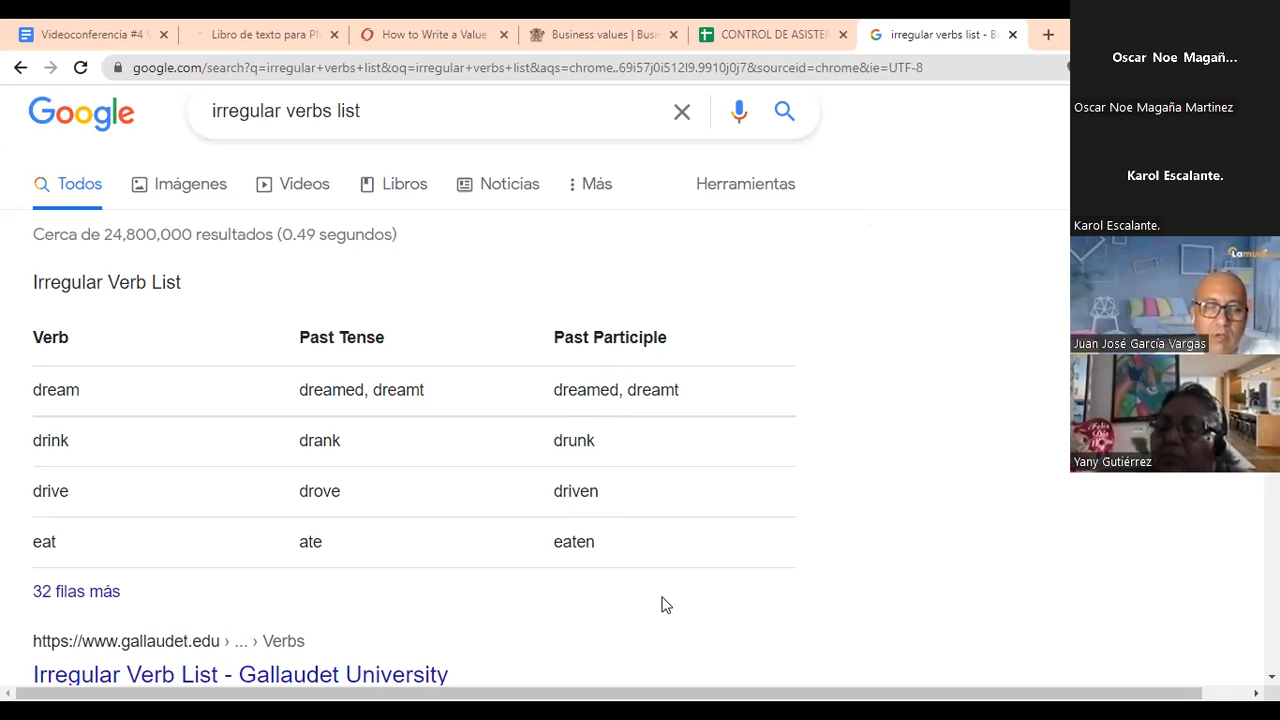 Videoconferencia #4 V
Libro de texto para PN
How to Write a Value
Business values | Busi
CONTROL DE ASISTEN
irregular verbs list - B
google.com/search?q=irregular+verbs+list&oq=irregular+verbs+list&aqs=chrome..69i57j0i512l9.9910j0j7&sourceid=chrome&ie=UTF-8
Google
irregular verbs list
Todos Imágenes Videos Libros Noticias Más Herramientas
Cerca de 24,800,000 resultados (0.49 segundos)
Irregular Verb List
Verb Past Tense Past Participle
dream dreamed, dreamt dreamed, dreamt
drink drank drunk
drive drove driven
eat ate eaten
32 filas más
https://www.gallaudet.edu › ... › Verbs
Irregular Verb List - Gallaudet University
Oscar Noe Magañ...
Oscar Noe Magaña Martinez
Karol Escalante.
Karol Escalante.
Lamudi
Juan José García Vargas
Yany Gutiérrez